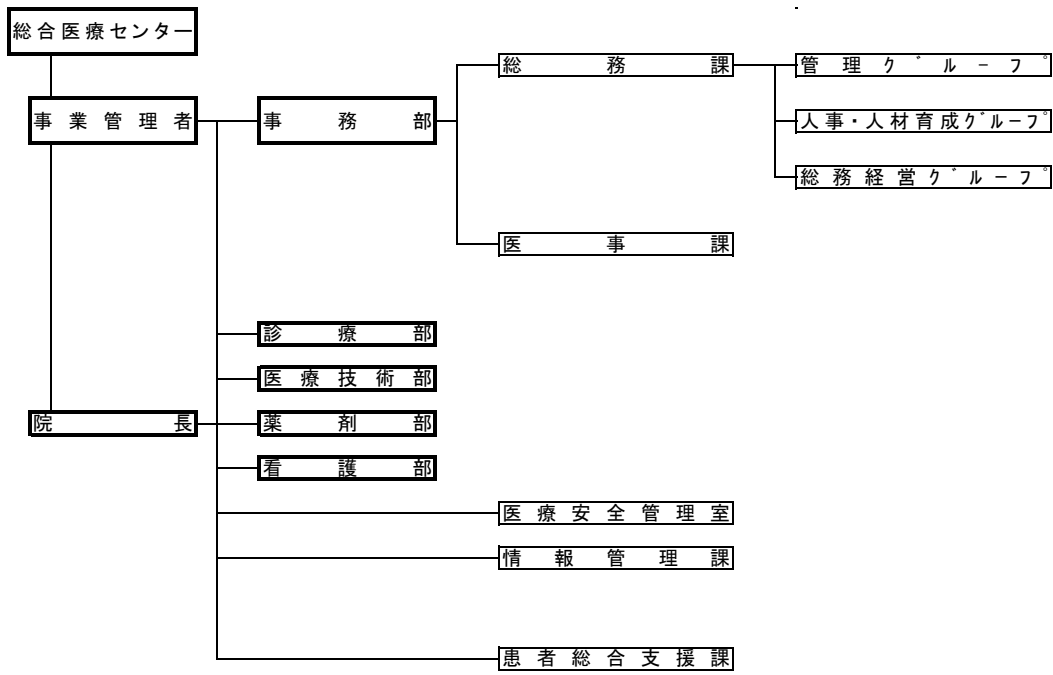 総合医療センター
総務課
管理ｸﾞﾙｰﾌﾟ
事業管理者
事務部
人事・人材育成ｸﾞﾙｰﾌﾟ
総務経営ｸﾞﾙｰﾌﾟ
医事課
診療部
医療技術部
院長
薬剤部
看護部
医療安全管理室
情報管理課
患者総合支援課